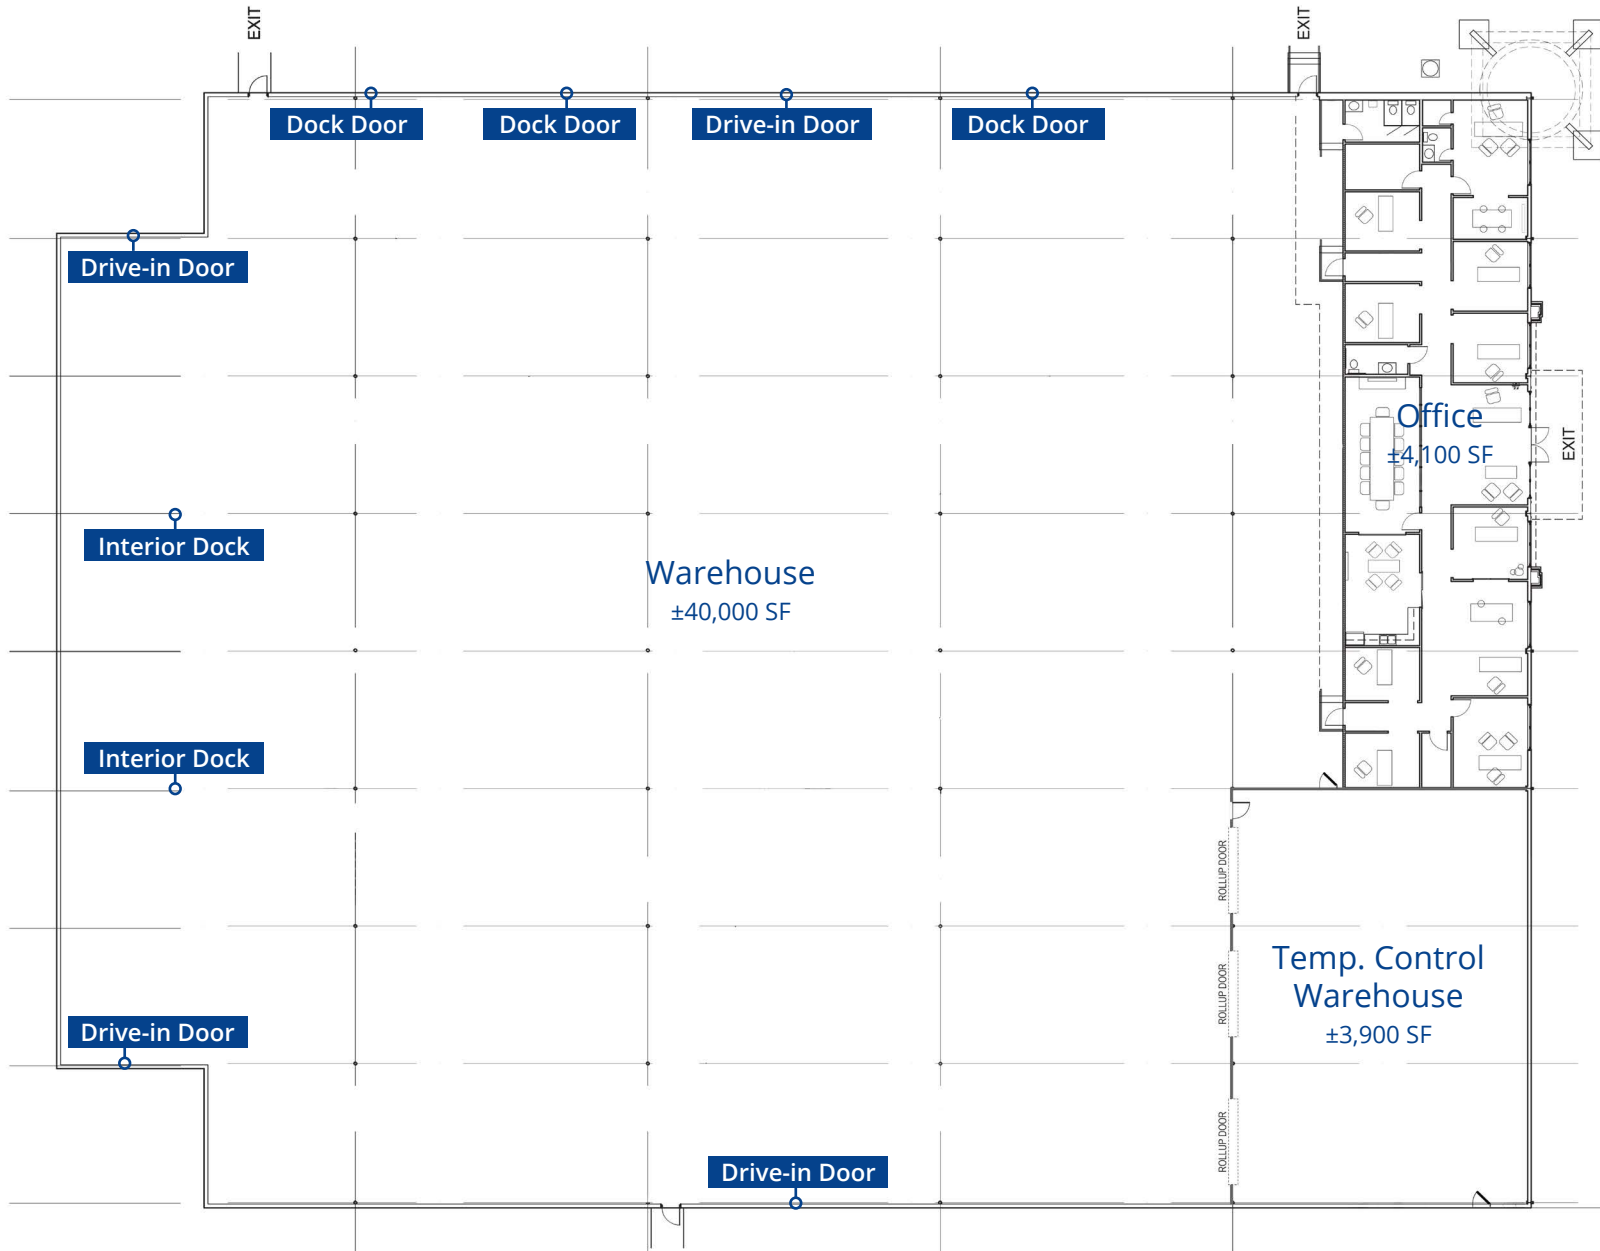 EXIT
EXIT
Dock Door
Dock Door
Drive-in Door
Dock Door
Drive-in Door
Office
±4,100 SF
EXIT
Interior Dock
Warehouse
±40,000 SF
Interior Dock
ROLLUP DOOR
Temp. Control
Warehouse
±3,900 SF
ROLLUP DOOR
Drive-in Door
ROLLUP DOOR
Drive-in Door